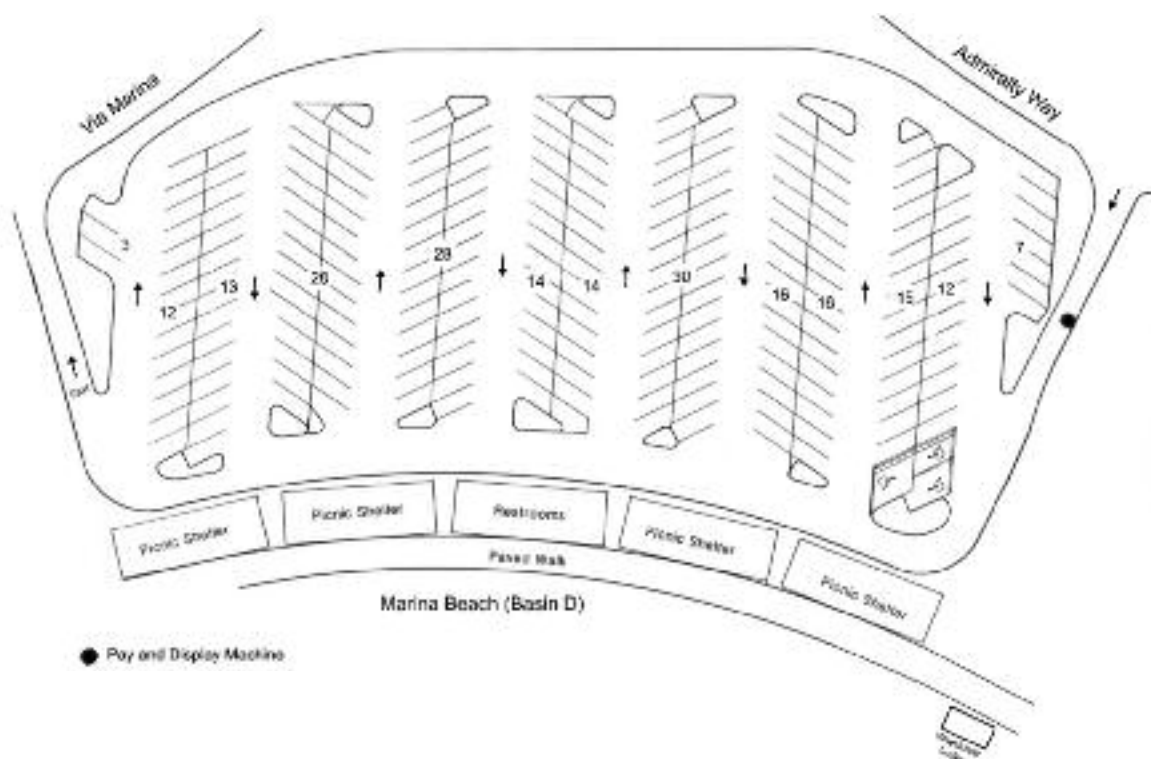 Via Marina
Admiralty Way
3
12
13
28
14
14
30
16
16
15
12
7
Picnic Shelter
Picnic Shelter
Restrooms
Picnic Shelter
Picnic Shelter
Paved Walk
Marina Beach (Basin D)
Pay and Display Machine